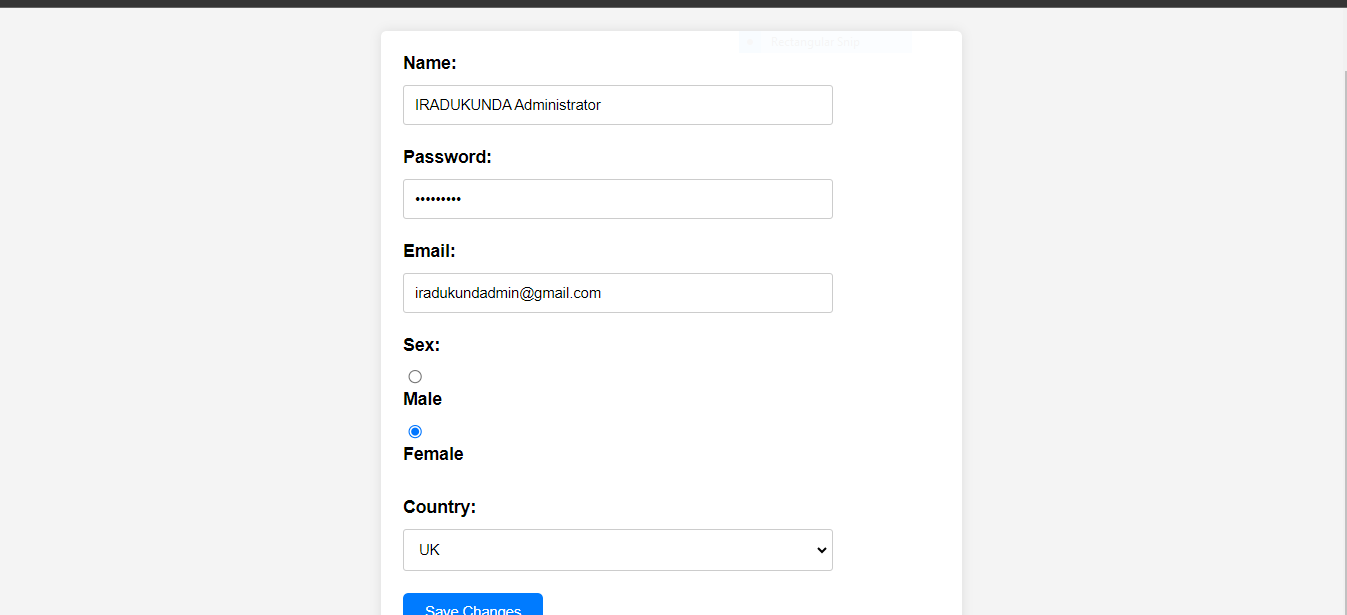 Rectangular Snip
Name:
IRADUKUNDA Administrator
Password:
•••••••••
Email:
iradukundadmin@gmail.com
Sex:
Male
Female
Country:
UK
Save Changes